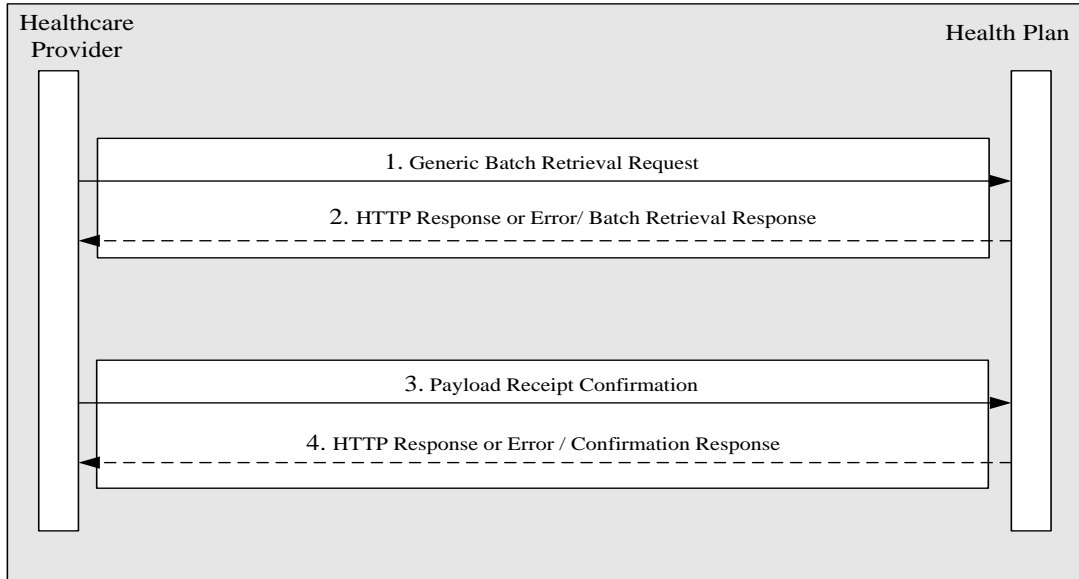 Healthcare
Provider
Health Plan
1. Generic Batch Retrieval Request
2. HTTP Response or Error/ Batch Retrieval Response
3. Payload Receipt Confirmation
4. HTTP Response or Error / Confirmation Response